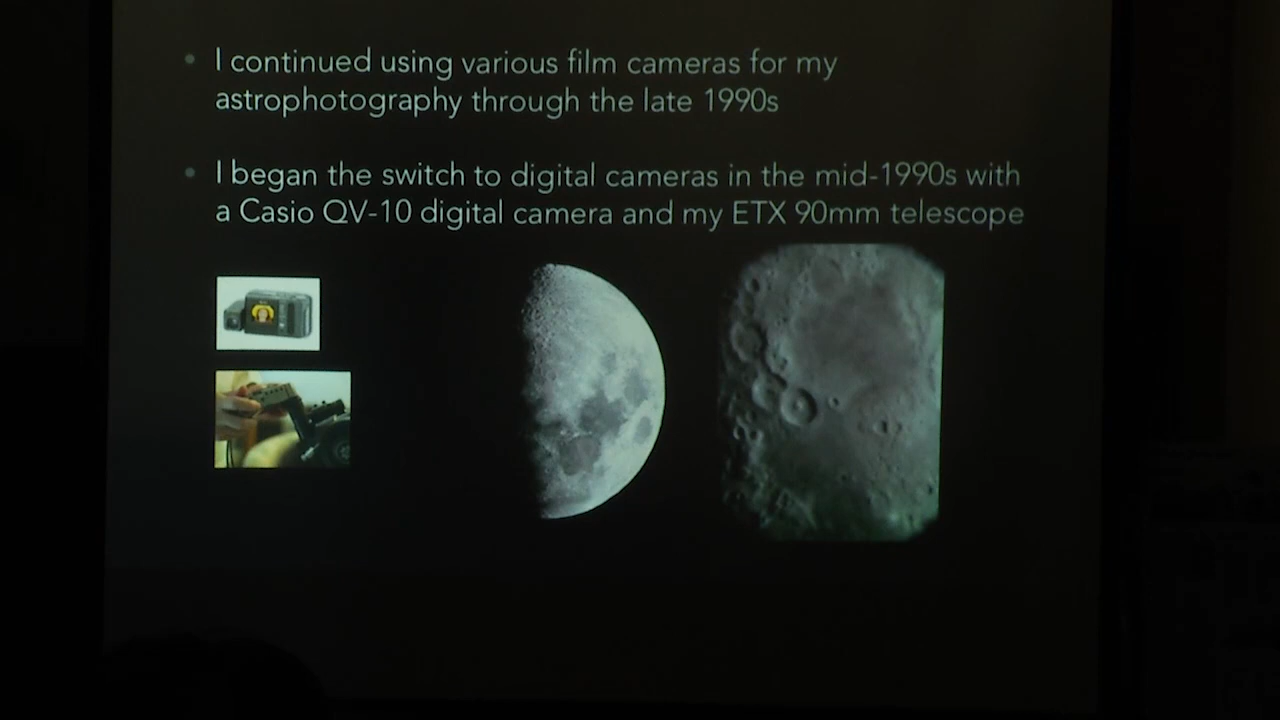 • I continued using various film cameras for my
astrophotography through the late 1990s
• I began the switch to digital cameras in the mid-1990s with
a Casio QV-10 digital camera and my ETX 90mm telescope